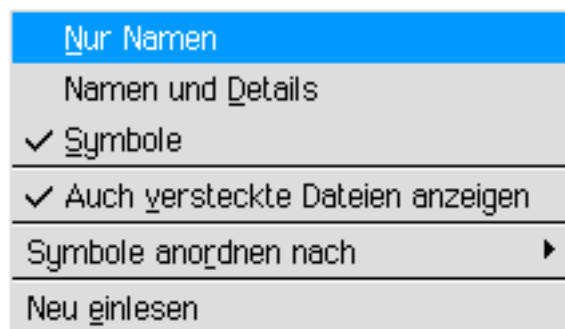 Nur Namen
Namen und Details
Symbole
Auch versteckte Dateien anzeigen
Symbole anordnen nach
Neu einlesen